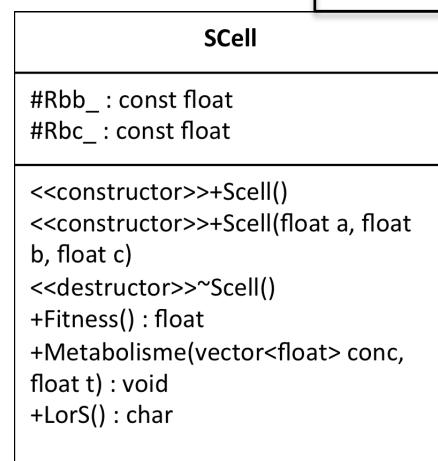 SCell
#Rbb_ : const float
#Rbc_ : const float
<<constructor>>+Scell()
<<constructor>>+Scell(float a, float
b, float c)
<<destructor>>~Scell()
+Fitness() : float
+Metabolisme(vector<float> conc,
float t) : void
+LorS() : char